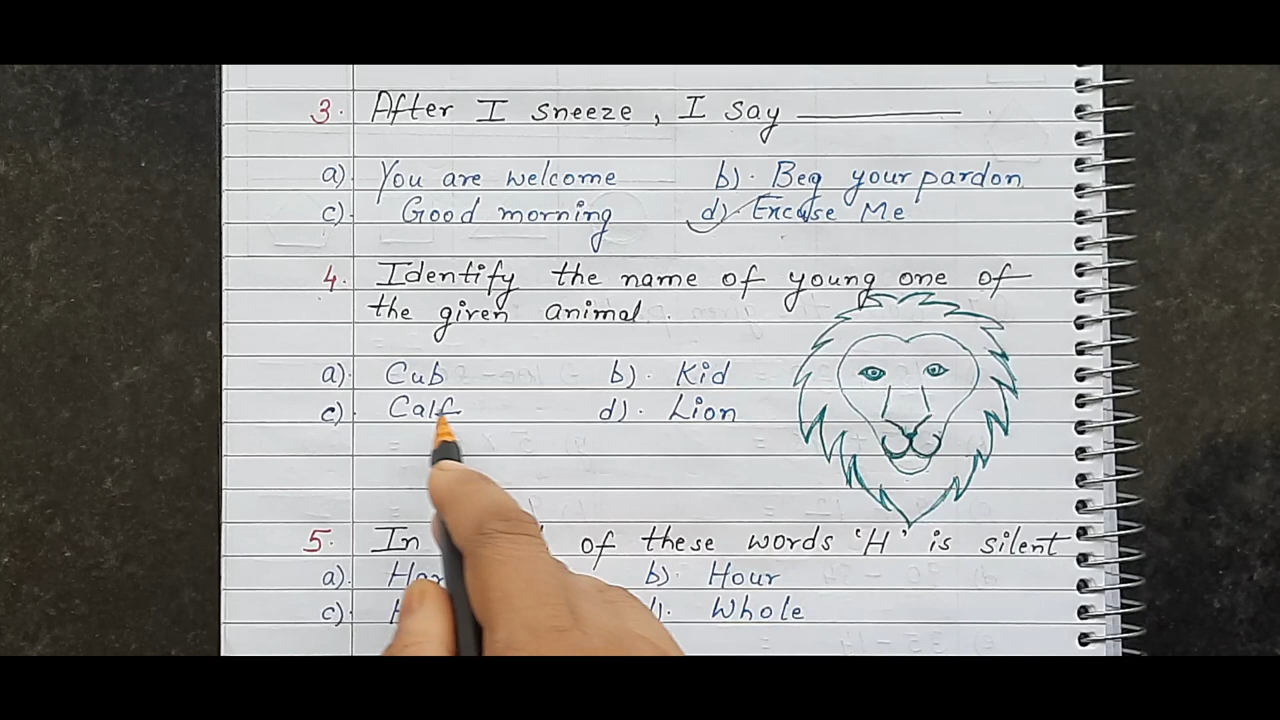 3. After I sneeze, I say ________
a). You are welcome b). Beg your pardon
c). Good morning d). Excuse Me
4. Identify the name of young one of
the given animal.
a). Cub b). Kid
c). Calf d). Lion
5. In of these words 'H' is silent
a). b). Hour
c). d). Whole